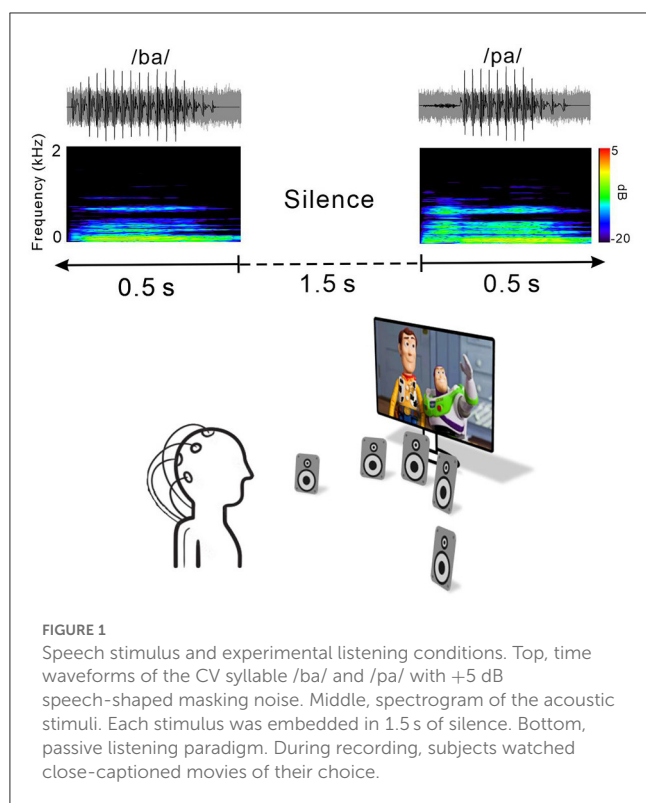 /ba/ /pa/
2
Frequency (kHz)
0
Silence
5
dB
-20
0.5 s 1.5 s 0.5 s
FIGURE 1
Speech stimulus and experimental listening conditions. Top, time
waveforms of the CV syllable /ba/ and /pa/ with +5 dB
speech-shaped masking noise. Middle, spectrogram of the acoustic
stimuli. Each stimulus was embedded in 1.5 s of silence. Bottom,
passive listening paradigm. During recording, subjects watched
close-captioned movies of their choice.